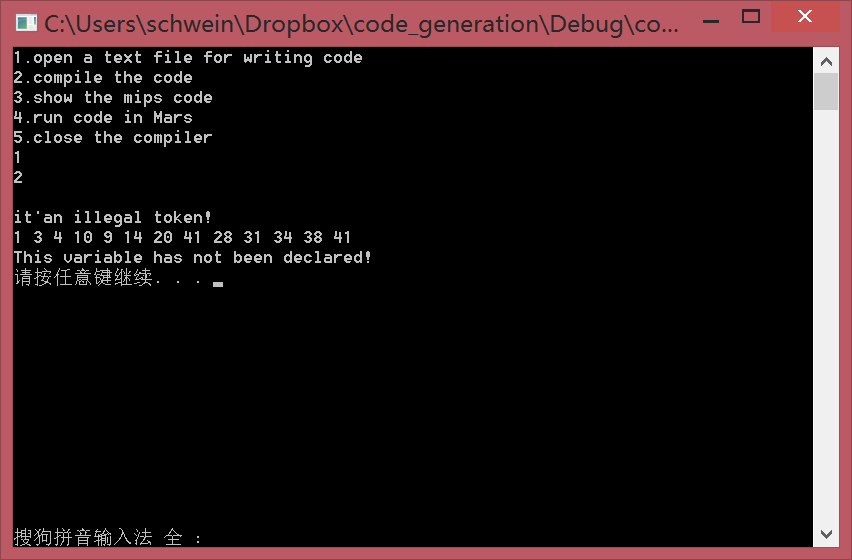 C:\Users\schwein\Dropbox\code_generation\Debug\co...
1.open a text file for writing code
2.compile the code
3.show the mips code
4.run code in Mars
5.close the compiler
1
2
it'an illegal token!
1 3 4 10 9 14 20 41 28 31 34 38 41
This variable has not been declared!
请按任意键继续. . .
搜狗拼音输入法 全 :